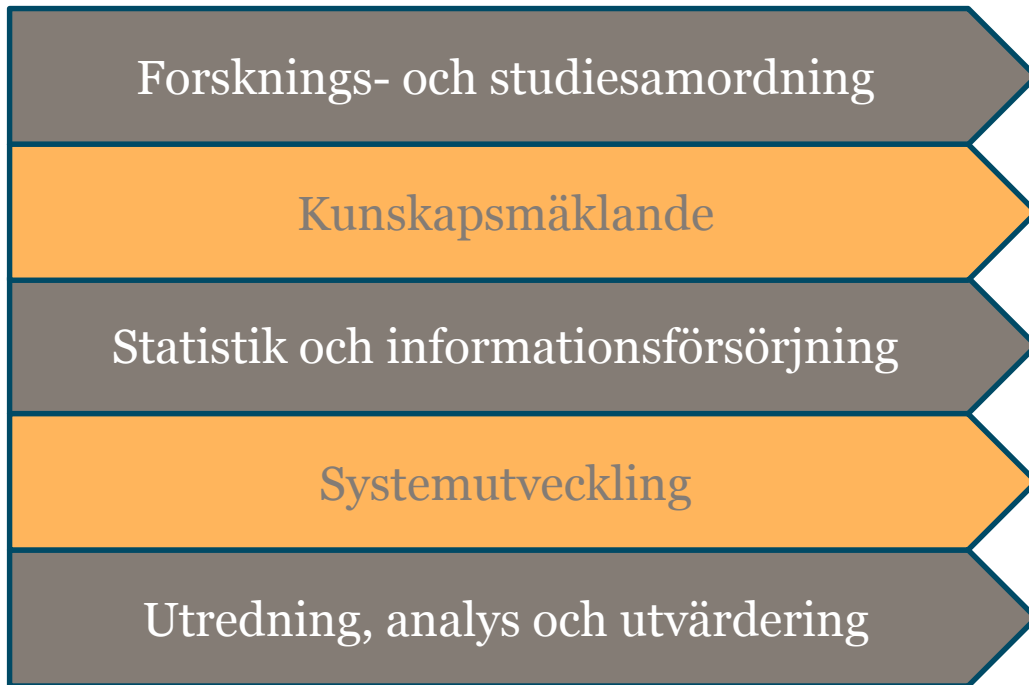 Forsknings- och studiesamordning
Kunskapsmäklande
Statistik och informationsförsörjning
Systemutveckling
Utredning, analys och utvärdering